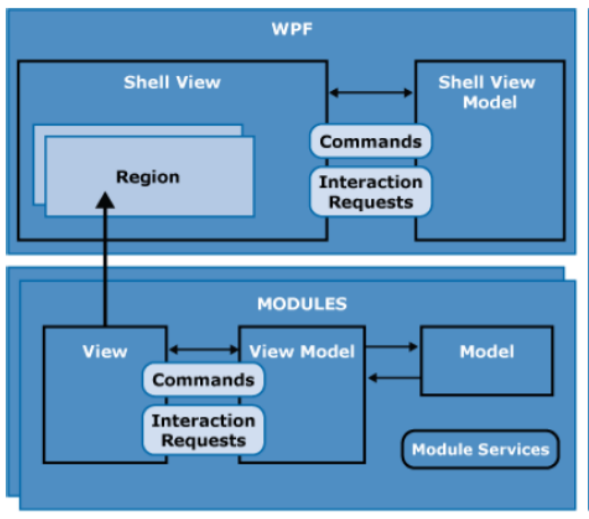 WPF
Shell View
Shell View
Model
Region
Commands
Interaction
Requests
MODULES
View
View Model
Model
Commands
Interaction
Requests
Module Services